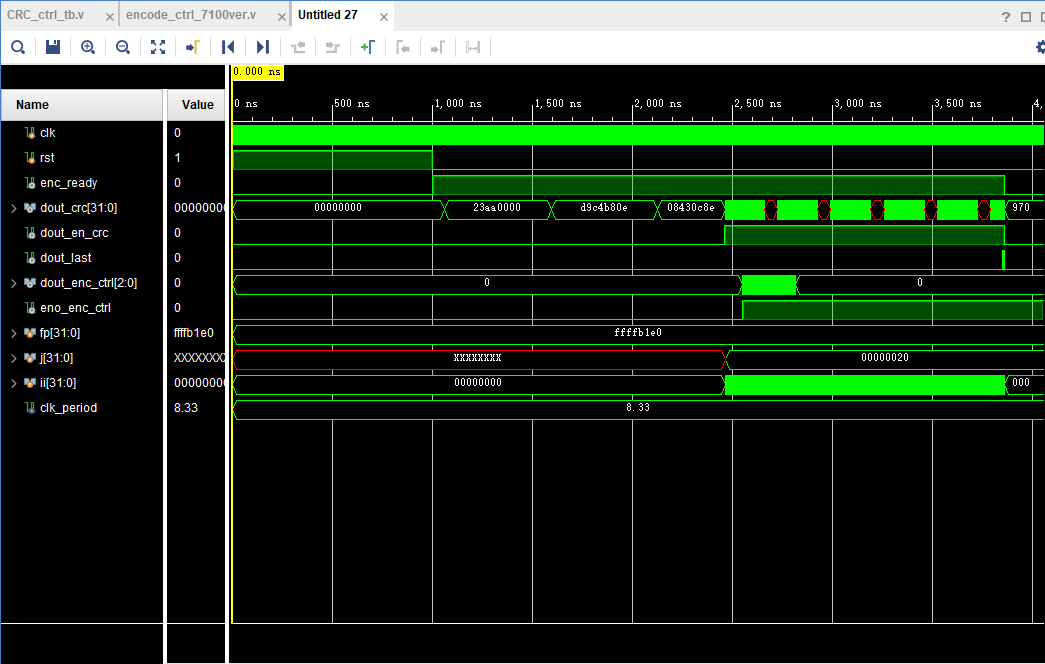 CRC_ctrl_tb.v × encode_ctrl_7100ver.v × Untitled 27 ×
?
0.000 ns
0 ns 500 ns 1,000 ns 1,500 ns 2,000 ns 2,500 ns 3,000 ns 3,500 ns 4,
Name Value
clk 0
rst 1
enc_ready 0
dout_crc[31:0] 00000000 00000000 23aa0000 d9c4b80e 08430c8e 970
dout_en_crc 0
dout_last 0
dout_enc_ctrl[2:0] 0 0 0
eno_enc_ctrl 0
fp[31:0] ffffb1e0 ffffb1e0
j[31:0] XXXXXXXX XXXXXXXX 00000020
ii[31:0] 00000000 00000000 000
clk_period 8.33 8.33